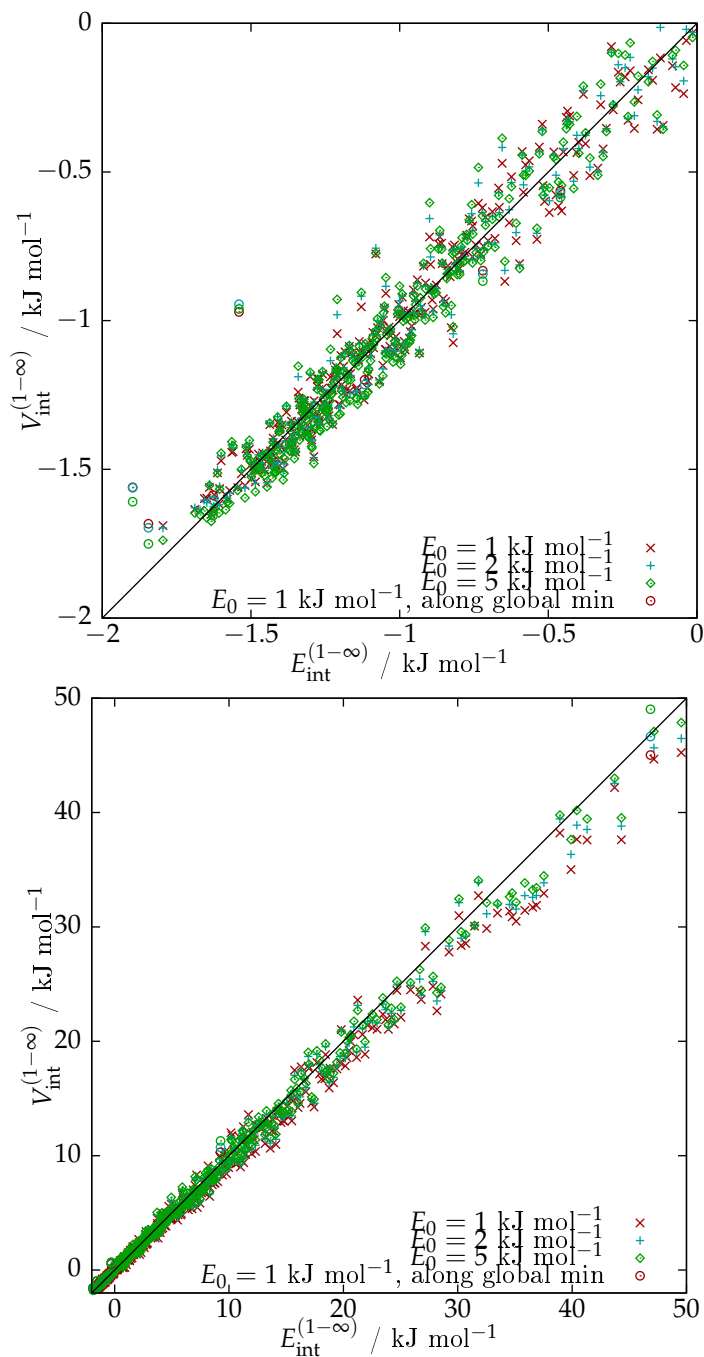 0
−0.5
−1
−1.5
−2
−2 −1.5 −1 −0.5 0
V_int^(1−∞) / kJ mol^−1
E_int^(1−∞) / kJ mol^−1
E_0 = 1 kJ mol^−1
E_0 = 2 kJ mol^−1
E_0 = 5 kJ mol^−1
E_0 = 1 kJ mol^−1, along global min
50
40
30
20
10
0
0 10 20 30 40 50
V_int^(1−∞) / kJ mol^−1
E_int^(1−∞) / kJ mol^−1
E_0 = 1 kJ mol^−1
E_0 = 2 kJ mol^−1
E_0 = 5 kJ mol^−1
E_0 = 1 kJ mol^−1, along global min